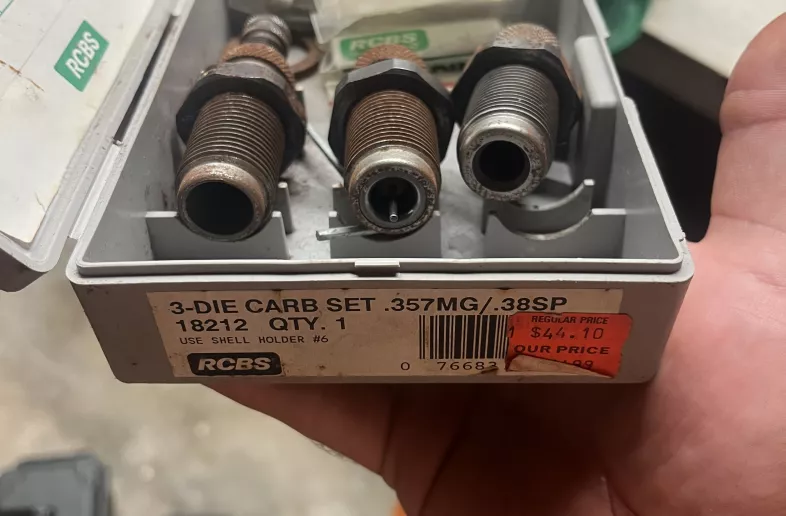 RCBS
RCBS
3-DIE CARB SET .357MG/.38SP
18212 QTY. 1
USE SHELL HOLDER #6
RCBS
0 7668
REGULAR PRICE
$44.10
OUR PRICE